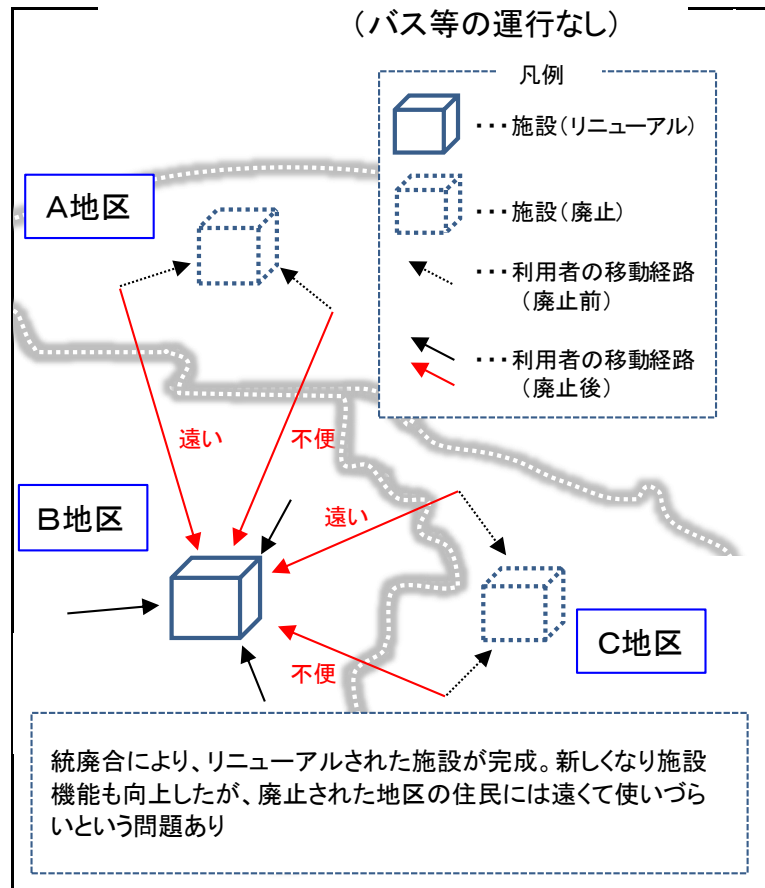 （バス等の運行なし）
凡例
・・・施設（リニューアル）
・・・施設（廃止）
・・・利用者の移動経路
（廃止前）
・・・利用者の移動経路
（廃止後）
A地区
遠い
不便
B地区
遠い
不便
C地区
統廃合により、リニューアルされた施設が完成。新しくなり施設
機能も向上したが、廃止された地区の住民には遠くて使いづら
いという問題あり